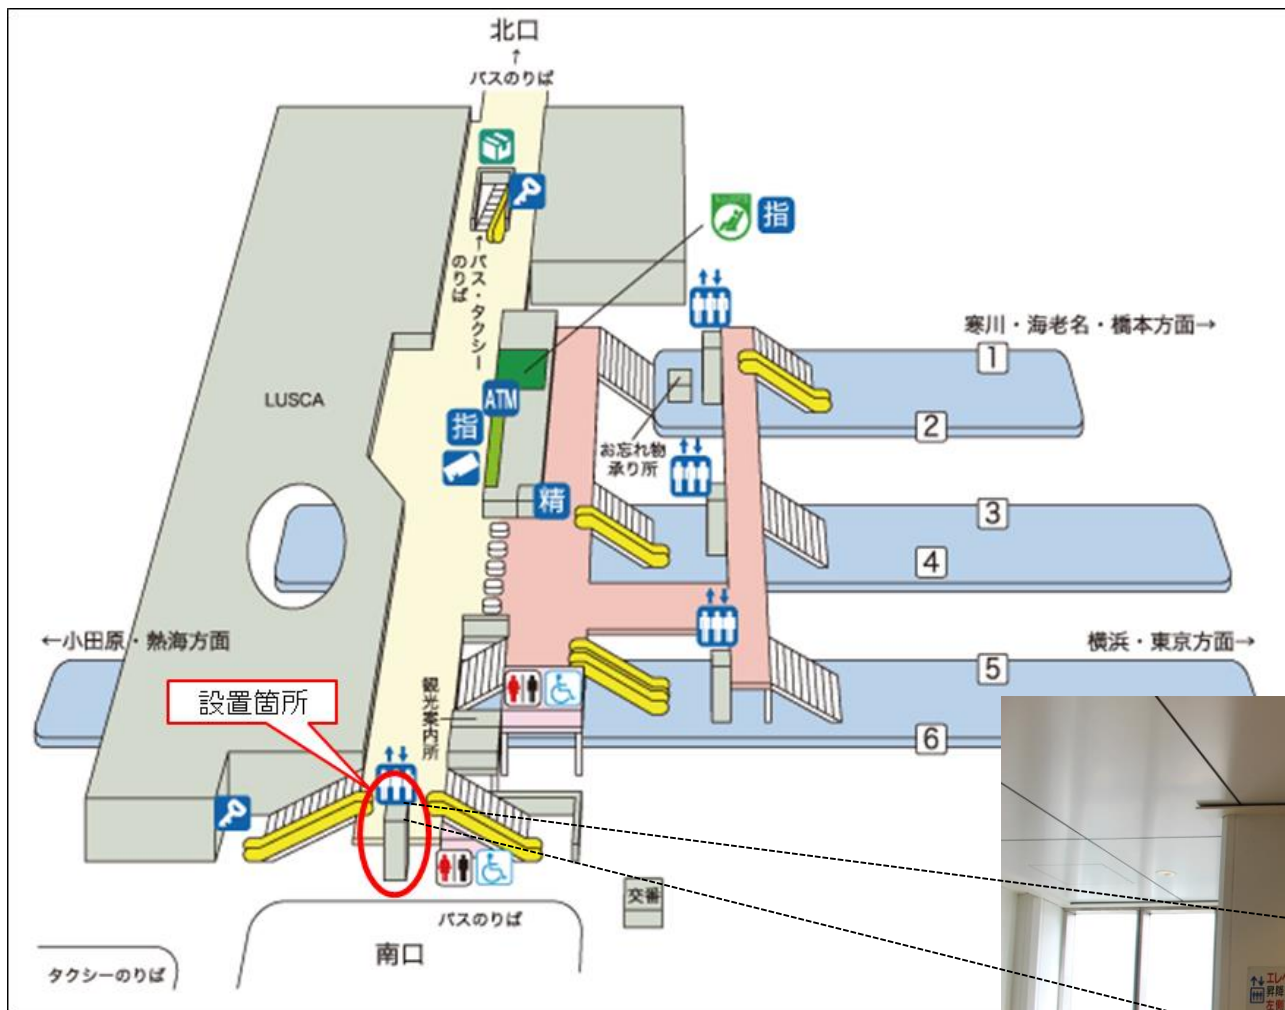 北口
↑
バスのりば
指
↑バス・タクシー
のりば
寒川・海老名・橋本方面→
1
LUSCA
ATM
2
指
お忘れ物
承り所
精
3
4
←小田原・熱海方面
横浜・東京方面→
5
設置箇所
観光案内所
6
交番
バスのりば
南口
タクシーのりば
昇降
左側